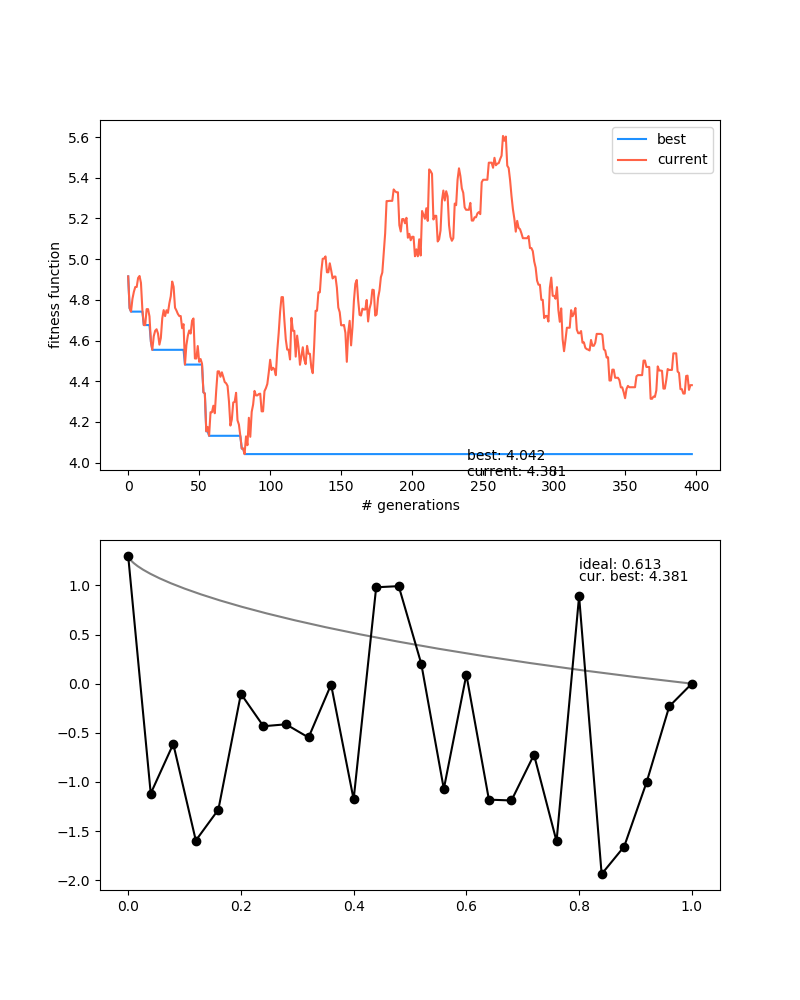 5.6
5.4
5.2
5.0
4.8
4.6
4.4
4.2
4.0
fitness function
best
current
best: 4.042
current: 4.381
0 50 100 150 200 250 300 350 400
# generations
1.0
0.5
0.0
−0.5
−1.0
−1.5
−2.0
ideal: 0.613
cur. best: 4.381
0.0 0.2 0.4 0.6 0.8 1.0